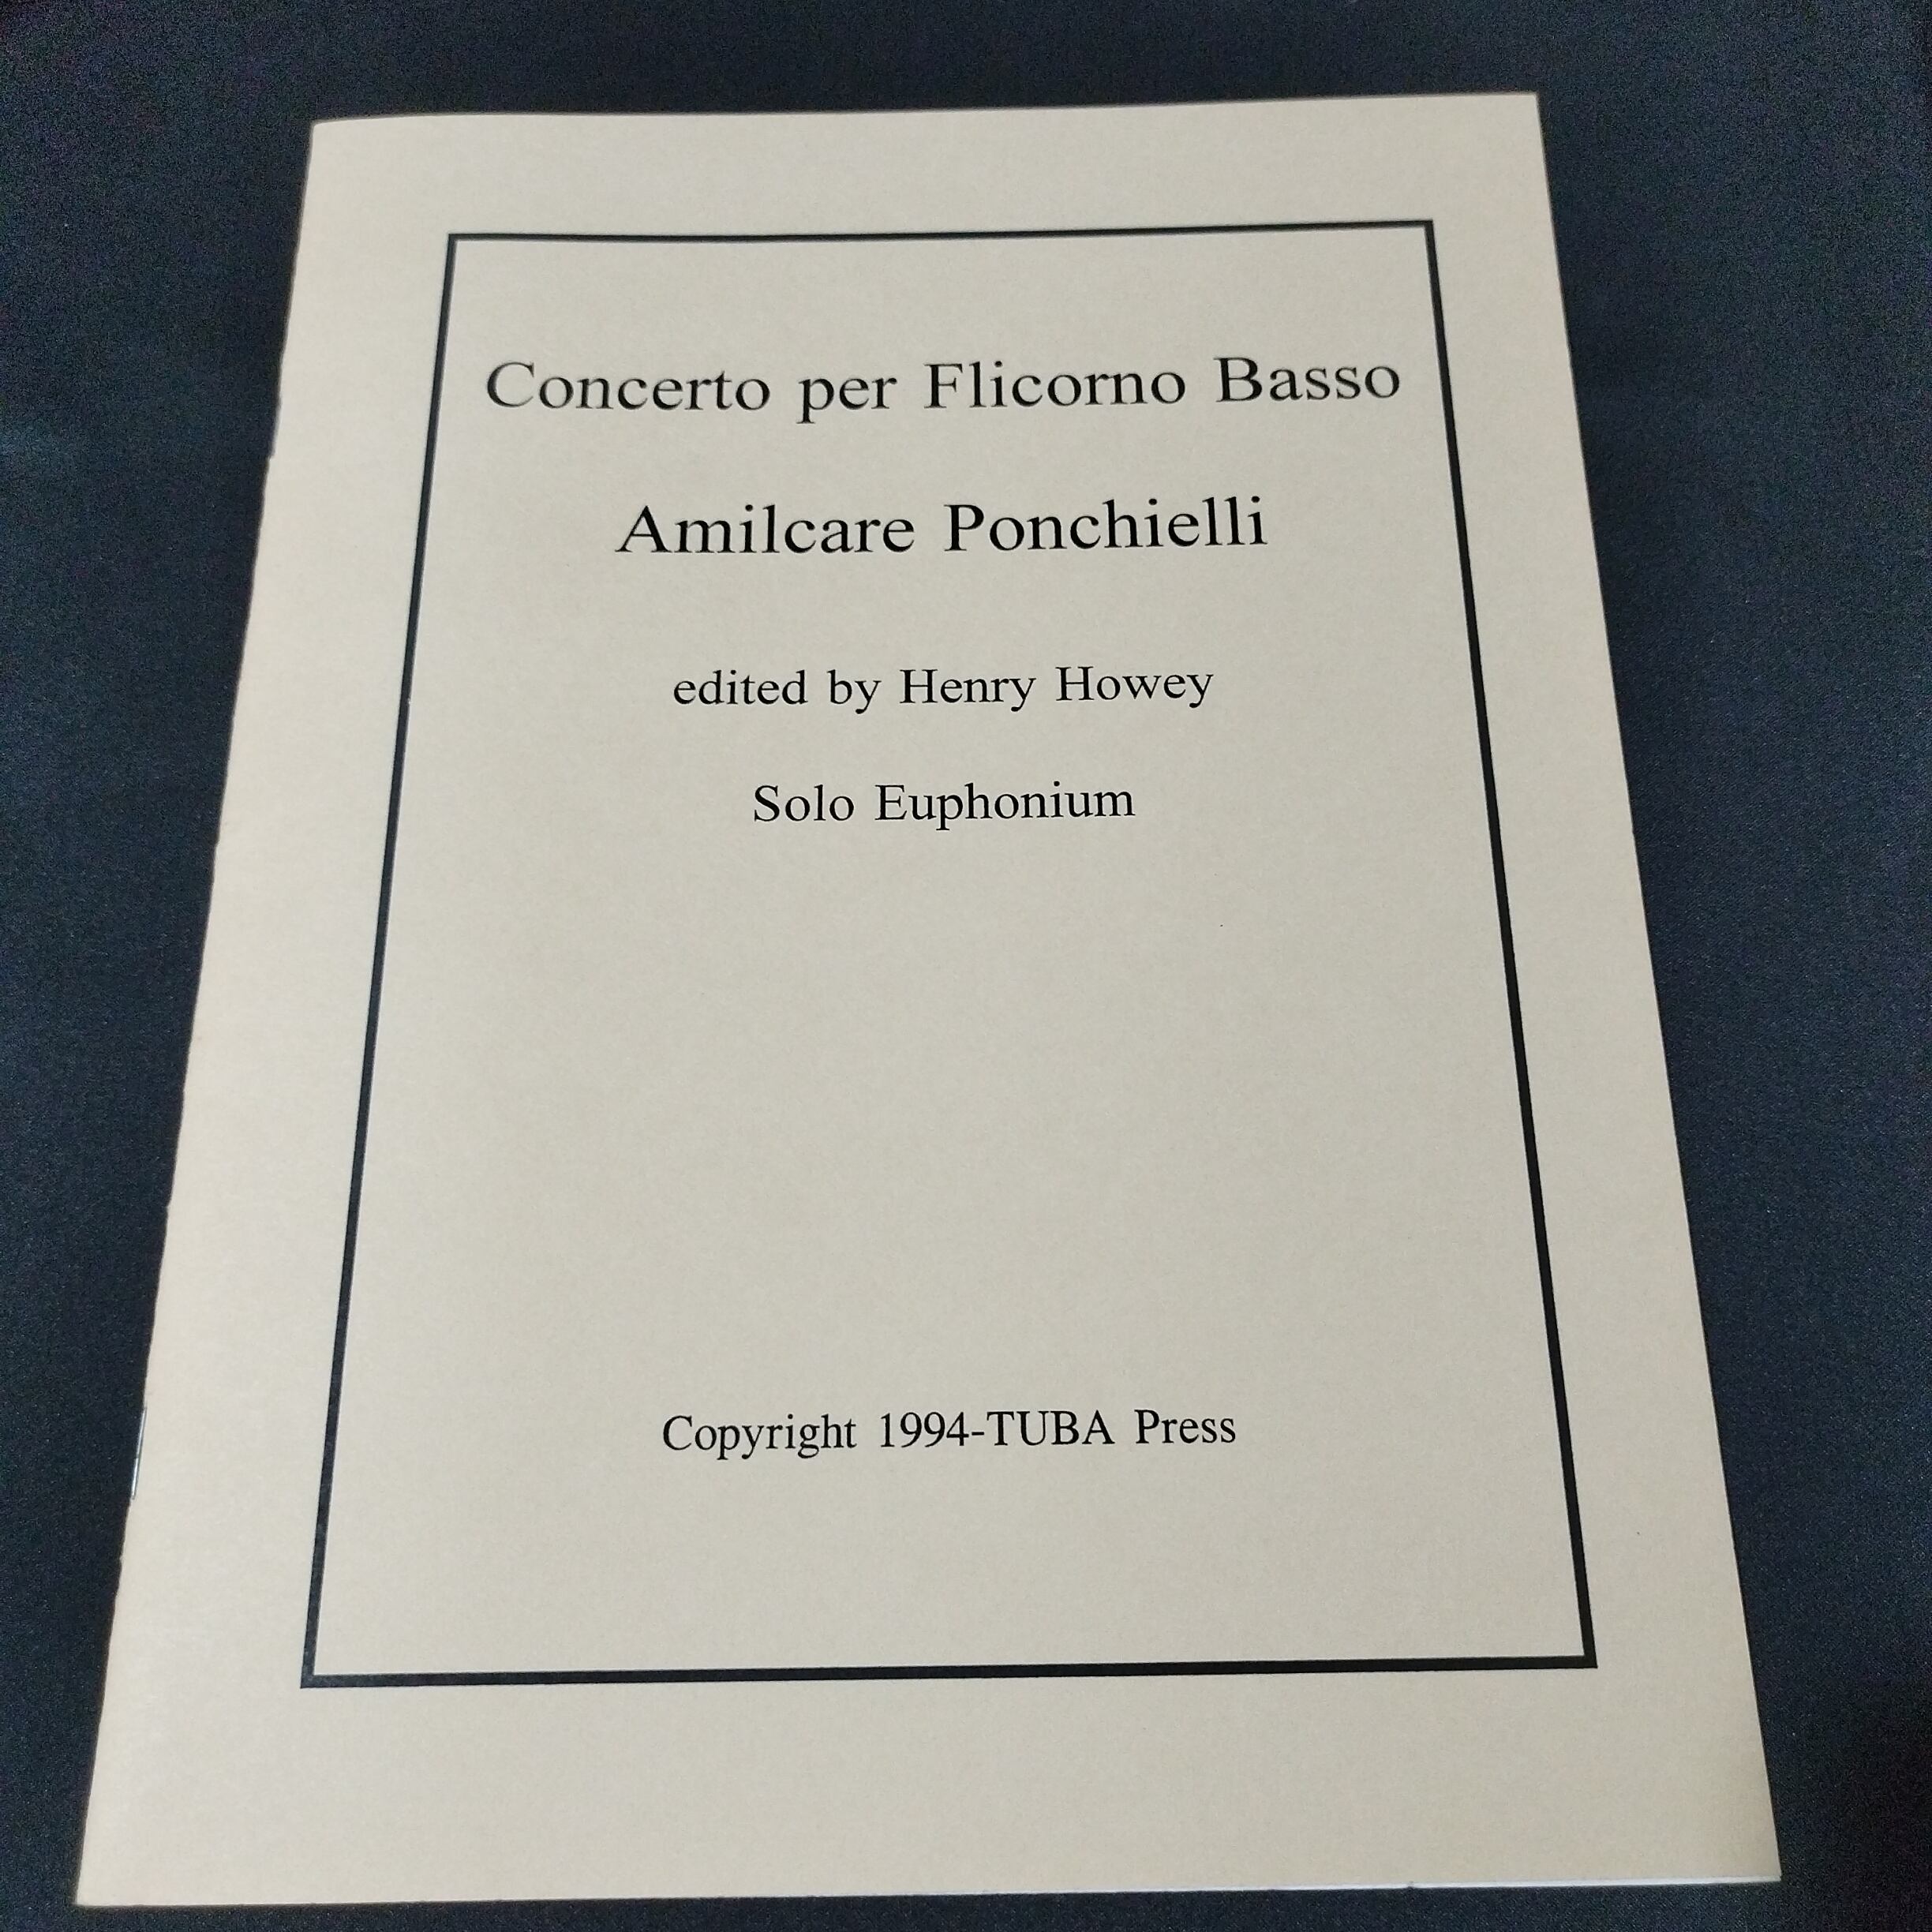 Concerto per Flicorno Basso
Amilcare Ponchielli
edited by Henry Howey
Solo Euphonium
Copyright 1994-TUBA Press